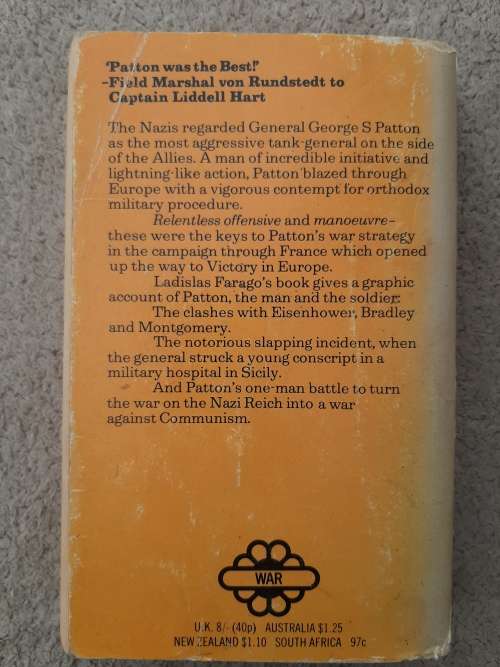 'Patton was the Best!'
-Field Marshal von Rundstedt to
Captain Liddell Hart
The Nazis regarded General George S Patton
as the most aggressive tank-general on the side
of the Allies. A man of incredible initiative and
lightning-like action, Patton blazed through
Europe with a vigorous contempt for orthodox
military procedure.
Relentless offensive and manoeuvre–
these were the keys to Patton's war strategy
in the campaign through France which opened
up the way to Victory in Europe.
Ladislas Farago's book gives a graphic
account of Patton, the man and the soldier:
The clashes with Eisenhower, Bradley
and Montgomery.
The notorious slapping incident, when
the general struck a young conscript in a
military hospital in Sicily.
And Patton's one-man battle to turn
the war on the Nazi Reich into a war
against Communism.
WAR
U.K. 8/- (40p) AUSTRALIA $1.25
NEW ZEALAND $1.10 SOUTH AFRICA 97c